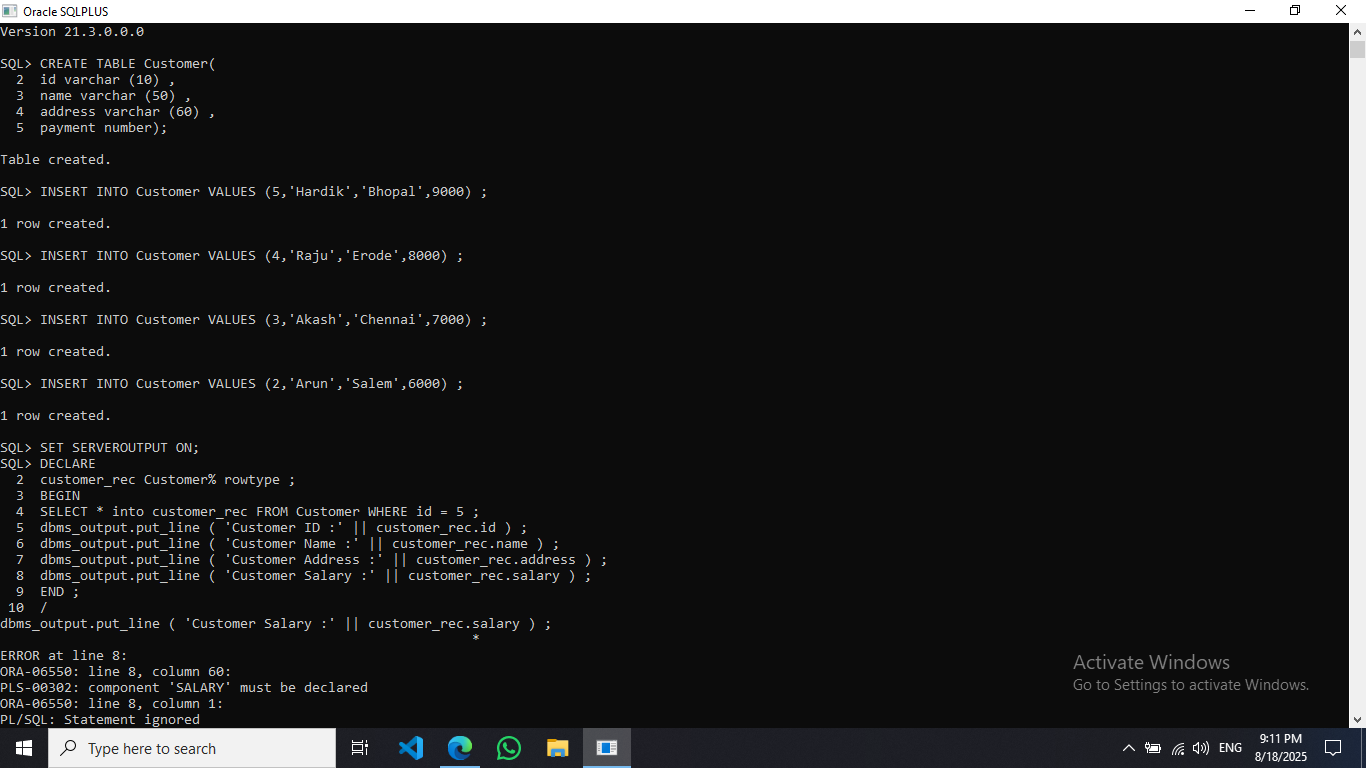 Oracle SQLPLUS
Version 21.3.0.0.0
SQL> CREATE TABLE Customer(
2 id varchar (10) ,
3 name varchar (50) ,
4 address varchar (60) ,
5 payment number);
Table created.
SQL> INSERT INTO Customer VALUES (5,'Hardik','Bhopal',9000) ;
1 row created.
SQL> INSERT INTO Customer VALUES (4,'Raju','Erode',8000) ;
1 row created.
SQL> INSERT INTO Customer VALUES (3,'Akash','Chennai',7000) ;
1 row created.
SQL> INSERT INTO Customer VALUES (2,'Arun','Salem',6000) ;
1 row created.
SQL> SET SERVEROUTPUT ON;
SQL> DECLARE
2 customer_rec Customer% rowtype ;
3 BEGIN
4 SELECT * into customer_rec FROM Customer WHERE id = 5 ;
5 dbms_output.put_line ( 'Customer ID :' || customer_rec.id ) ;
6 dbms_output.put_line ( 'Customer Name :' || customer_rec.name ) ;
7 dbms_output.put_line ( 'Customer Address :' || customer_rec.address ) ;
8 dbms_output.put_line ( 'Customer Salary :' || customer_rec.salary ) ;
9 END ;
10 /
dbms_output.put_line ( 'Customer Salary :' || customer_rec.salary ) ;
*
ERROR at line 8:
ORA-06550: line 8, column 60:
PLS-00302: component 'SALARY' must be declared
ORA-06550: line 8, column 1:
PL/SQL: Statement ignored
Activate Windows
Go to Settings to activate Windows.
Type here to search
ENG
9:11 PM
8/18/2025